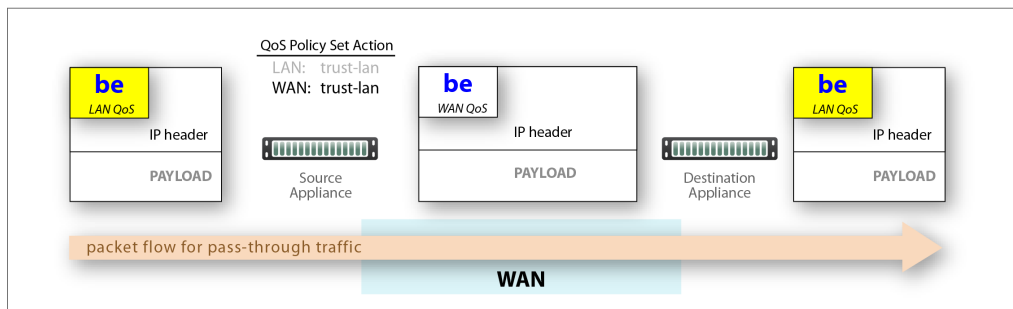 QoS Policy Set Action
LAN: trust-lan
WAN: trust-lan
be
LAN QoS
IP header
PAYLOAD
Source
Appliance
be
WAN QoS
IP header
PAYLOAD
Destination
Appliance
be
LAN QoS
IP header
PAYLOAD
packet flow for pass-through traffic
WAN